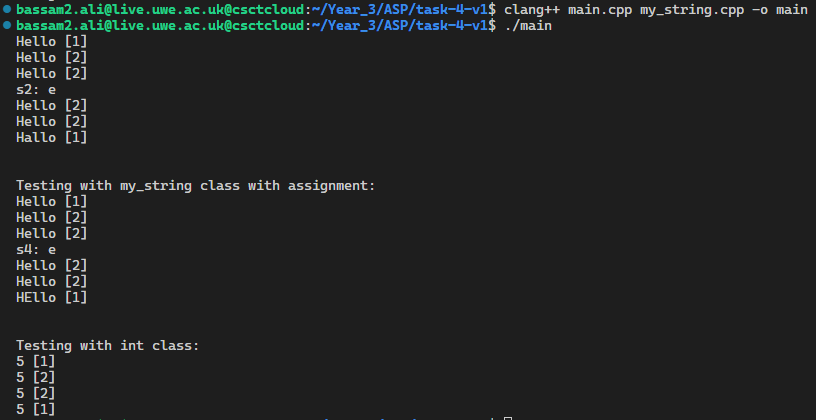 bassam2.ali@live.uwe.ac.uk@csctcloud:~/Year_3/ASP/task-4-v1$ clang++ main.cpp my_string.cpp -o main
bassam2.ali@live.uwe.ac.uk@csctcloud:~/Year_3/ASP/task-4-v1$ ./main
Hello [1]
Hello [2]
Hello [2]
s2: e
Hello [2]
Hello [2]
Hallo [1]
Testing with my_string class with assignment:
Hello [1]
Hello [2]
Hello [2]
s4: e
Hello [2]
Hello [2]
HEllo [1]
Testing with int class:
5 [1]
5 [2]
5 [2]
5 [1]